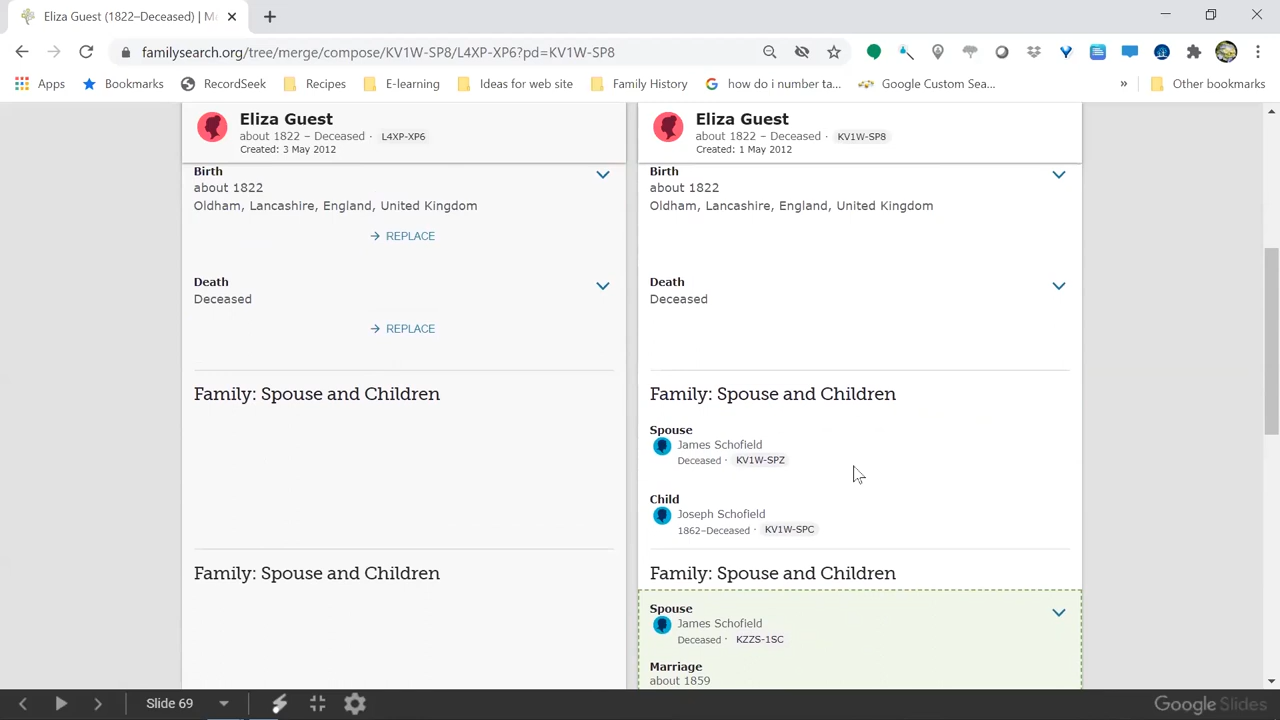 Eliza Guest (1822–Deceased) | Me
familysearch.org/tree/merge/compose/KV1W-SP8/L4XP-XP6?pd=KV1W-SP8
Apps
Bookmarks
RecordSeek
Recipes
E-learning
Ideas for web site
Family History
how do i number ta...
Google Custom Sea...
»
Other bookmarks
Eliza Guest
about 1822 – Deceased · L4XP-XP6
Created: 3 May 2012
Birth
about 1822
Oldham, Lancashire, England, United Kingdom
REPLACE
Death
Deceased
REPLACE
Family: Spouse and Children
Family: Spouse and Children
Eliza Guest
about 1822 – Deceased · KV1W-SP8
Created: 1 May 2012
Birth
about 1822
Oldham, Lancashire, England, United Kingdom
Death
Deceased
Family: Spouse and Children
Spouse
James Schofield
Deceased · KV1W-SPZ
Child
Joseph Schofield
1862–Deceased · KV1W-SPC
Family: Spouse and Children
Spouse
James Schofield
Deceased · KZZS-1SC
Marriage
about 1859
Slide 69
Google Slides